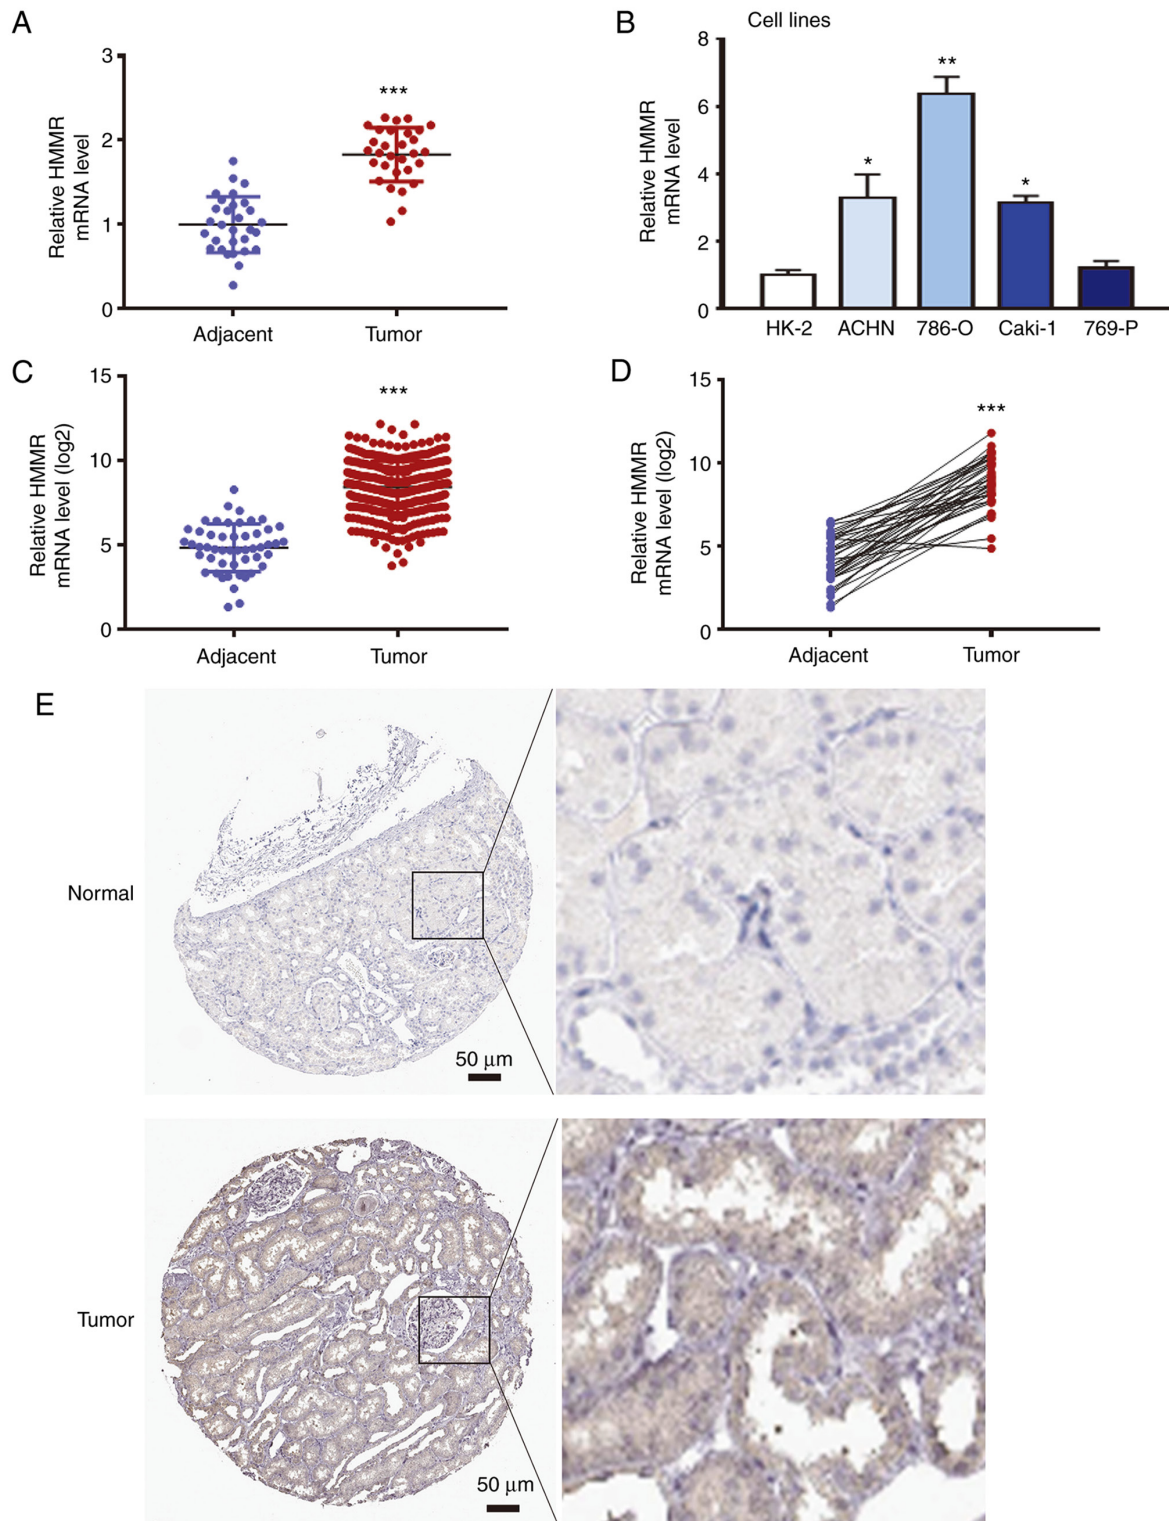 A
Relative HMMR
mRNA level
3
2
1
0
***
Adjacent
Tumor
B
Cell lines
Relative HMMR
mRNA level
8
6
4
2
0
*
**
*
HK-2
ACHN
786-O
Caki-1
769-P
C
Relative HMMR
mRNA level (log2)
15
10
5
0
***
Adjacent
Tumor
D
Relative HMMR
mRNA level (log2)
15
10
5
0
***
Adjacent
Tumor
E
Normal
50 μm
Tumor
50 μm